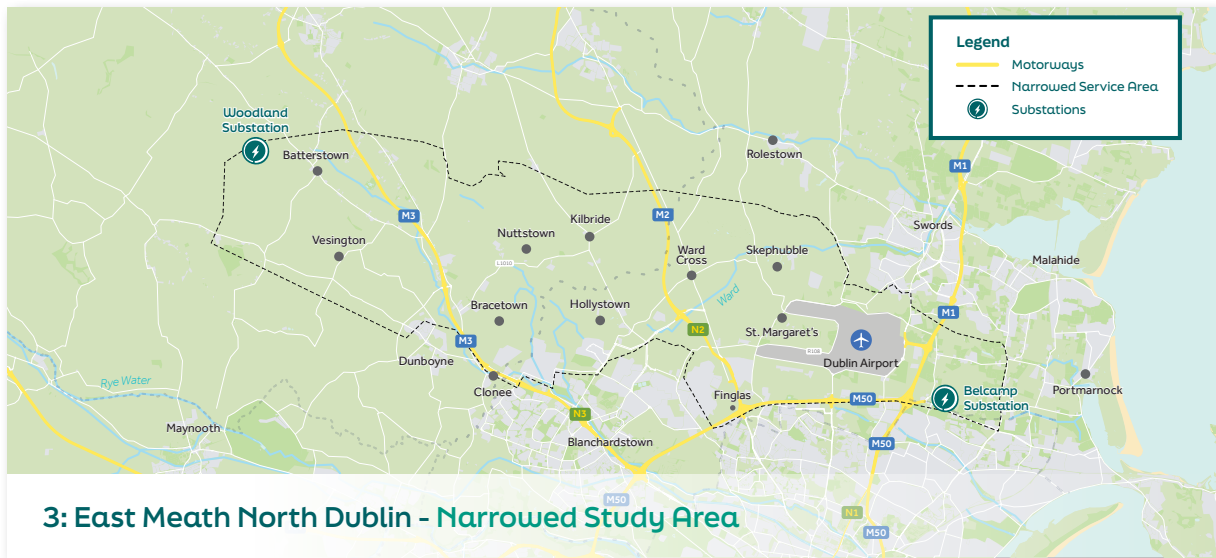 Legend
Motorways
Narrowed Service Area
Substations
Woodland
Substation
Batterstown
Rolestown
M1
M3
M2
Kilbride
Swords
Nuttstown
Vesington
Ward
Cross
Skephubble
Malahide
L1010
Ward
Bracetown
Hollystown
M1
N2
St. Margaret's
M3
R108
Dublin Airport
Dunboyne
Rye Water
Clonee
Finglas
M50
Belcamp
Substation
Portmarnock
N3
Maynooth
Blanchardstown
M50
M50
N1
M50
3: East Meath North Dublin - Narrowed Study Area